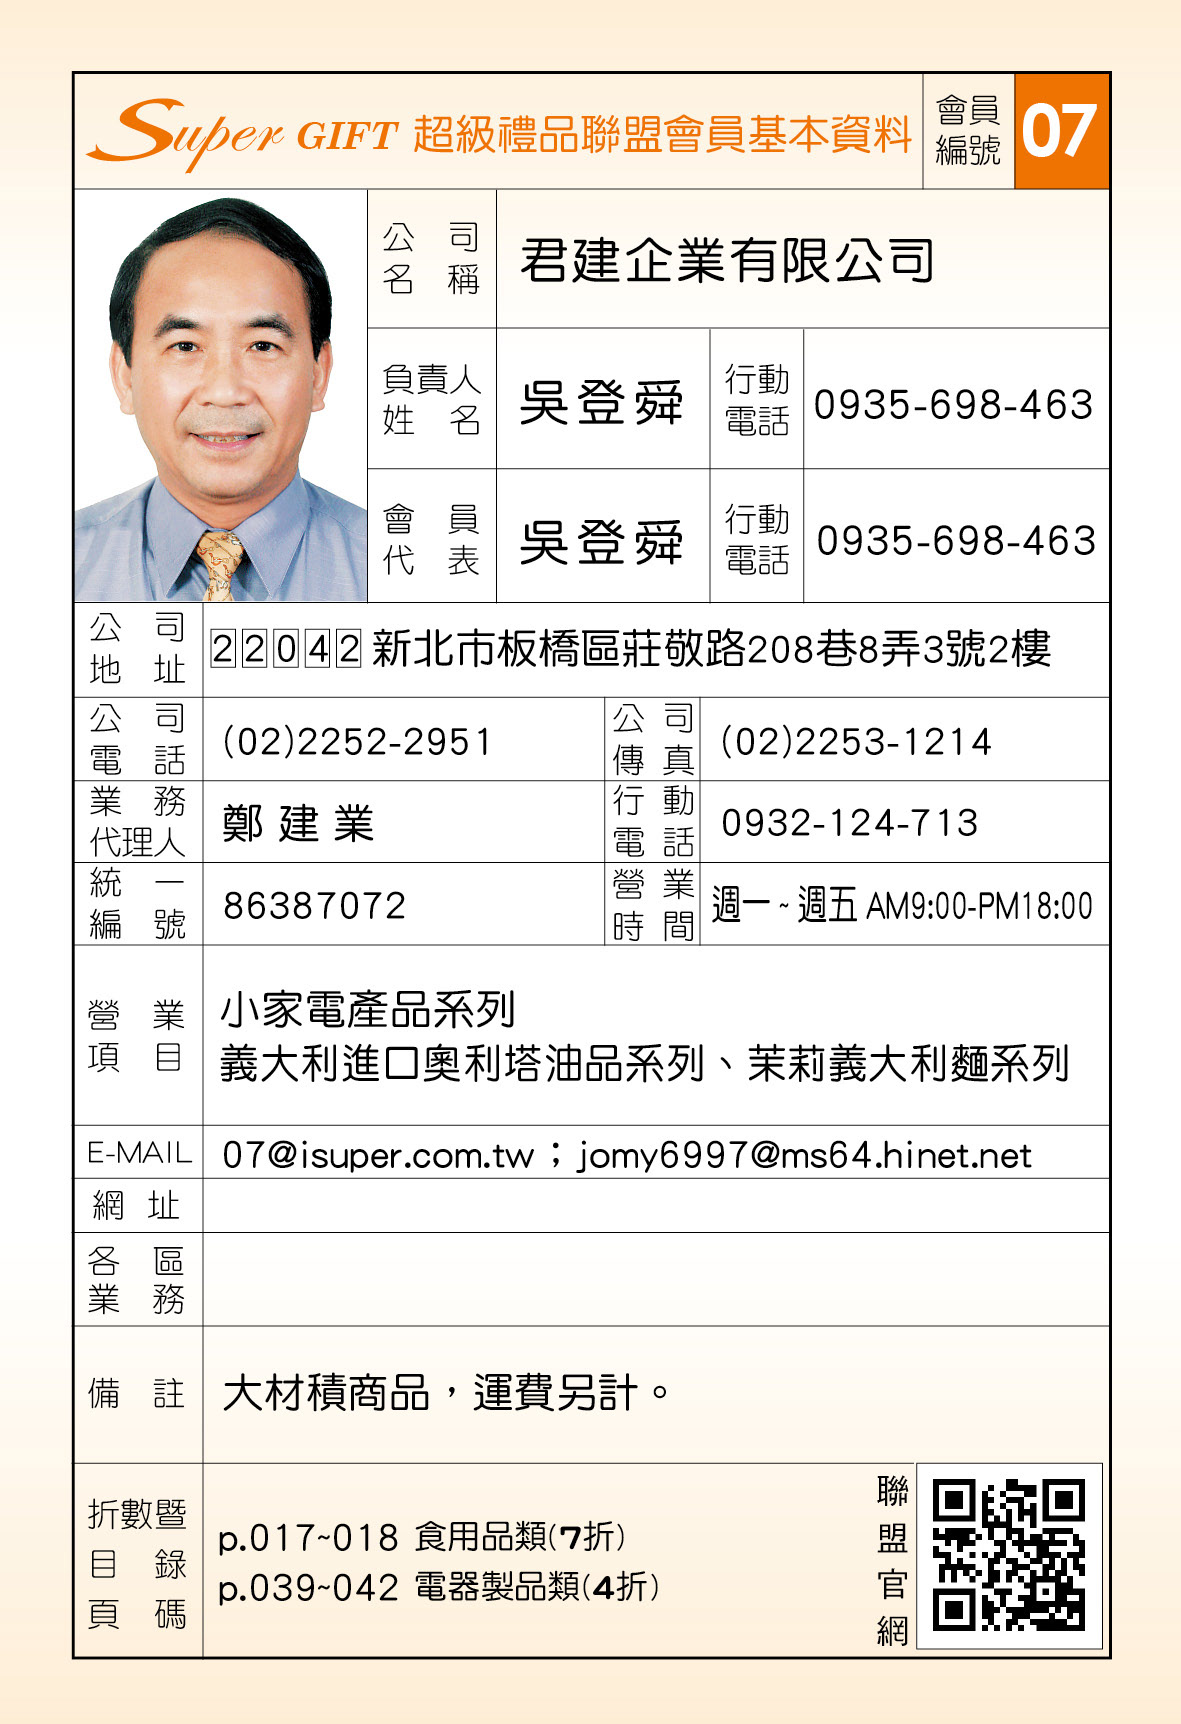 Super GIFT 超級禮品聯盟會員基本資料 會員編號 07
公司名稱 君建企業有限公司
負責人姓名 吳登舜 行動電話 0935-698-463
會員代表 吳登舜 行動電話 0935-698-463
公司地址 22042 新北市板橋區莊敬路208巷8弄3號2樓
公司電話 (02)2252-2951 公司傳真 (02)2253-1214
業務代理人 鄭建業 行動電話 0932-124-713
統一編號 86387072 營業時間 週一~週五 AM9:00-PM18:00
營業項目 小家電產品系列
義大利進口奧利塔油品系列、茉莉義大利麵系列
E-MAIL 07@isuper.com.tw；jomy6997@ms64.hinet.net
網址
各區業務
備註 大材積商品，運費另計。
折數暨目錄頁碼 p.017~018 食用品類(7折)
p.039~042 電器製品類(4折)
聯盟官網